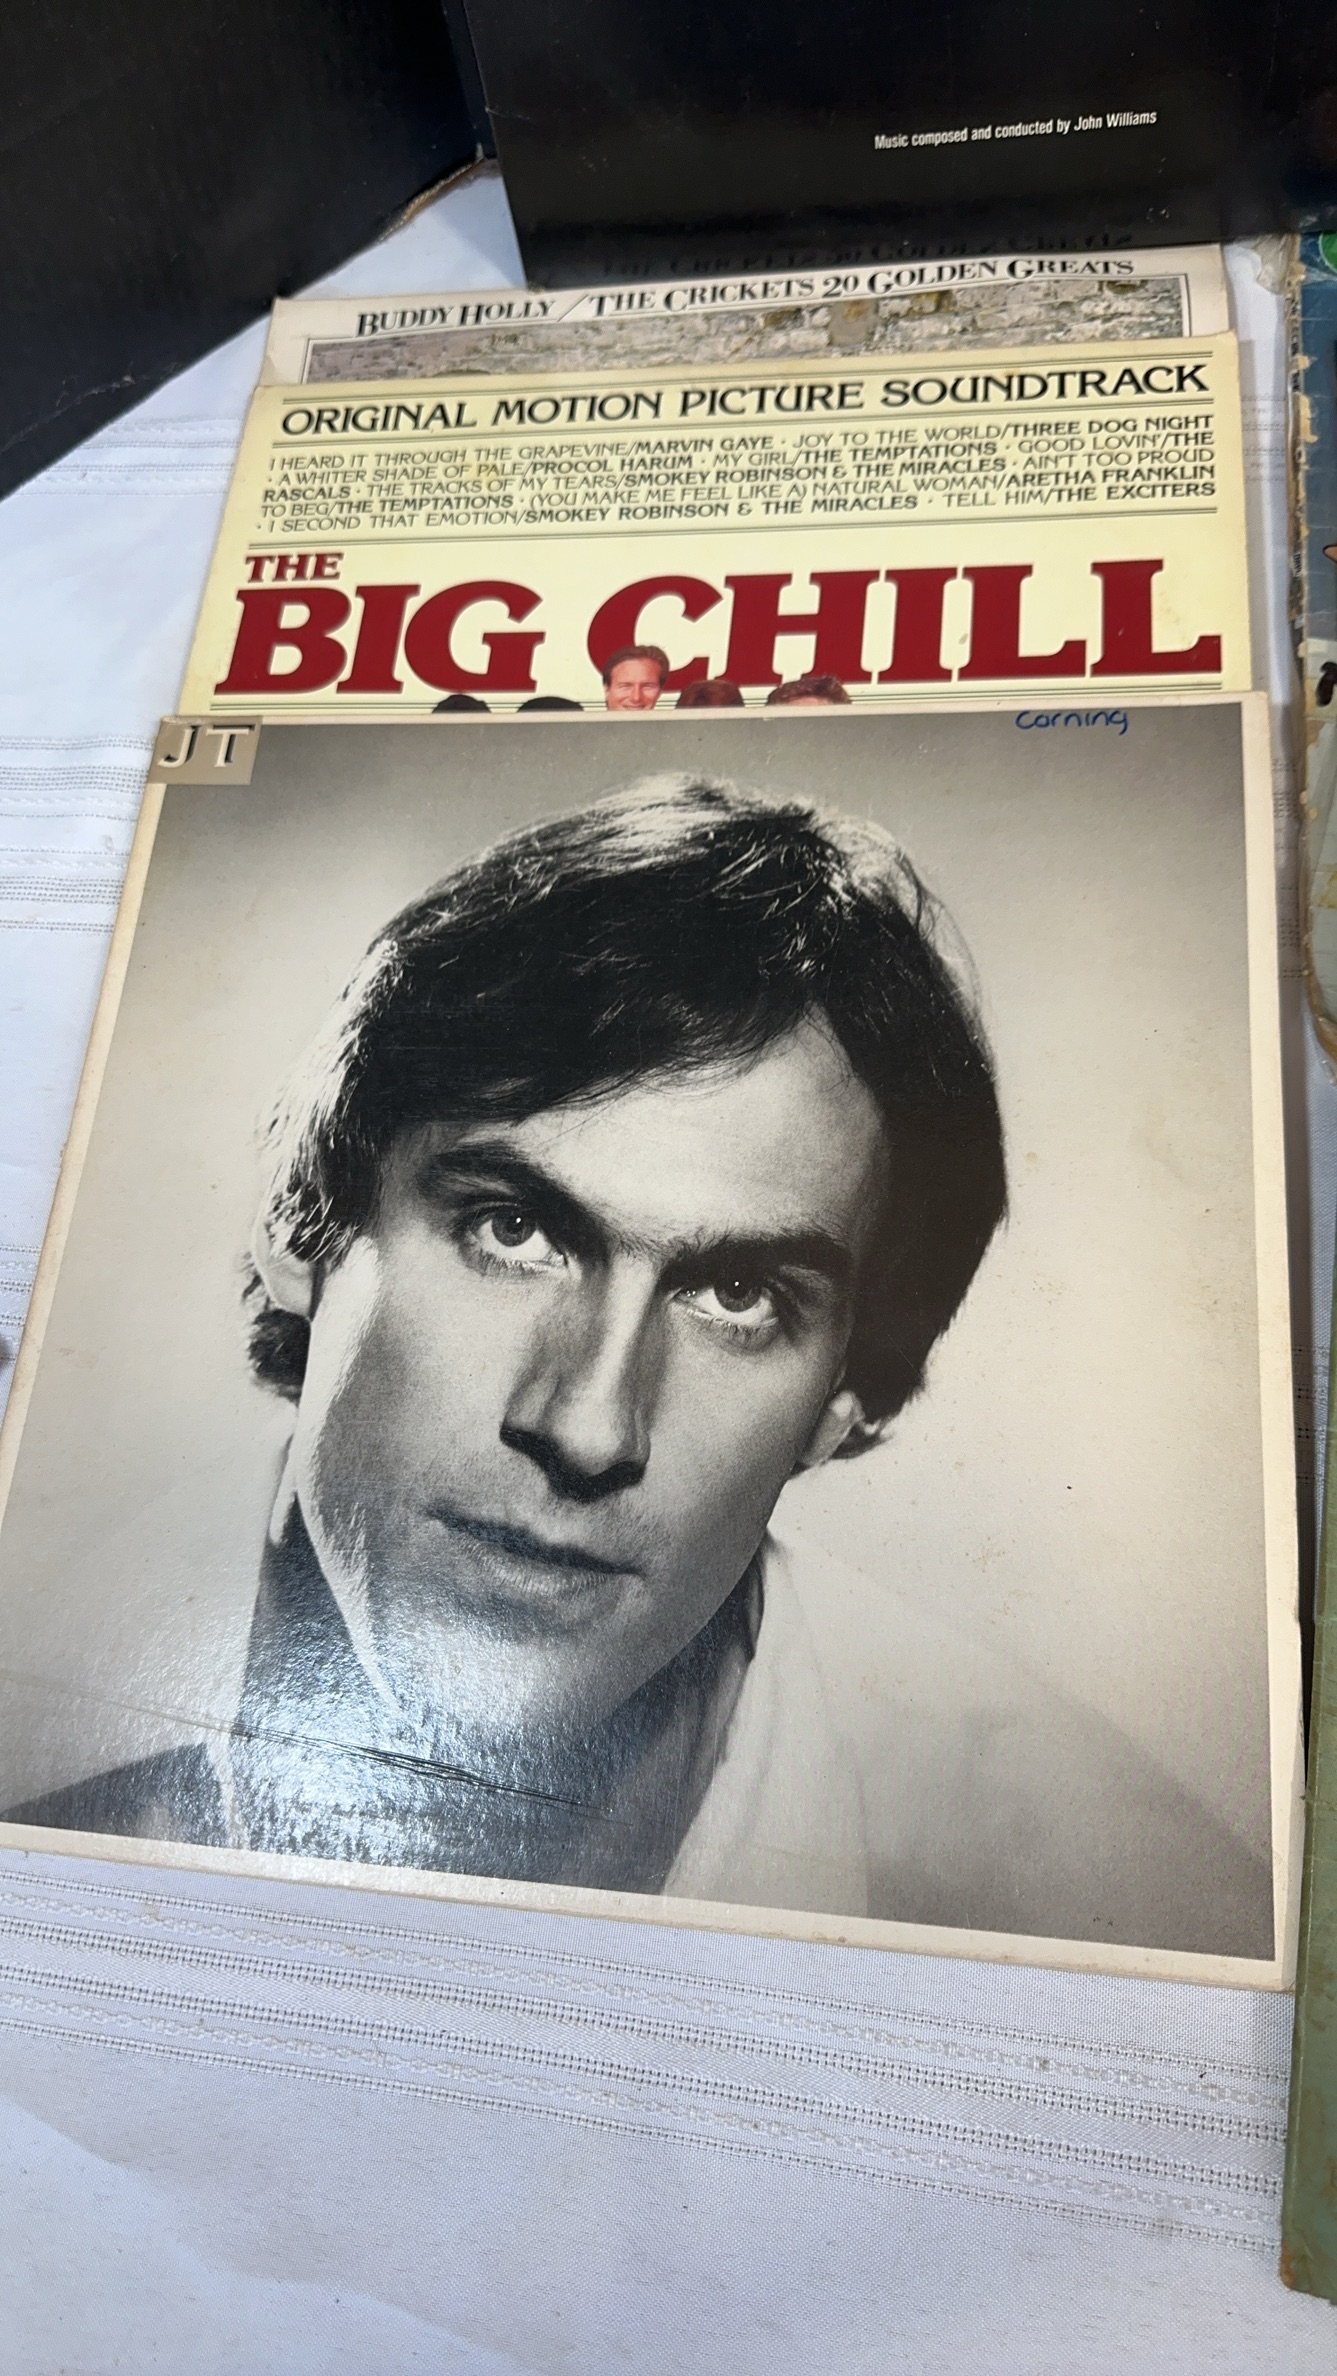 Music composed and conducted by John Williams
BUDDY HOLLY / THE CRICKETS 20 GOLDEN GREATS
ORIGINAL MOTION PICTURE SOUNDTRACK
I HEARD IT THROUGH THE GRAPEVINE/MARVIN GAYE · JOY TO THE WORLD/THREE DOG NIGHT
· A WHITER SHADE OF PALE/PROCOL HARUM · MY GIRL/THE TEMPTATIONS · GOOD LOVIN'/THE
RASCALS · THE TRACKS OF MY TEARS/SMOKEY ROBINSON & THE MIRACLES · AIN'T TOO PROUD
TO BEG/THE TEMPTATIONS · (YOU MAKE ME FEEL LIKE A) NATURAL WOMAN/ARETHA FRANKLIN
· I SECOND THAT EMOTION/SMOKEY ROBINSON & THE MIRACLES · TELL HIM/THE EXCITERS
THE
BIG CHILL
JT
Corning